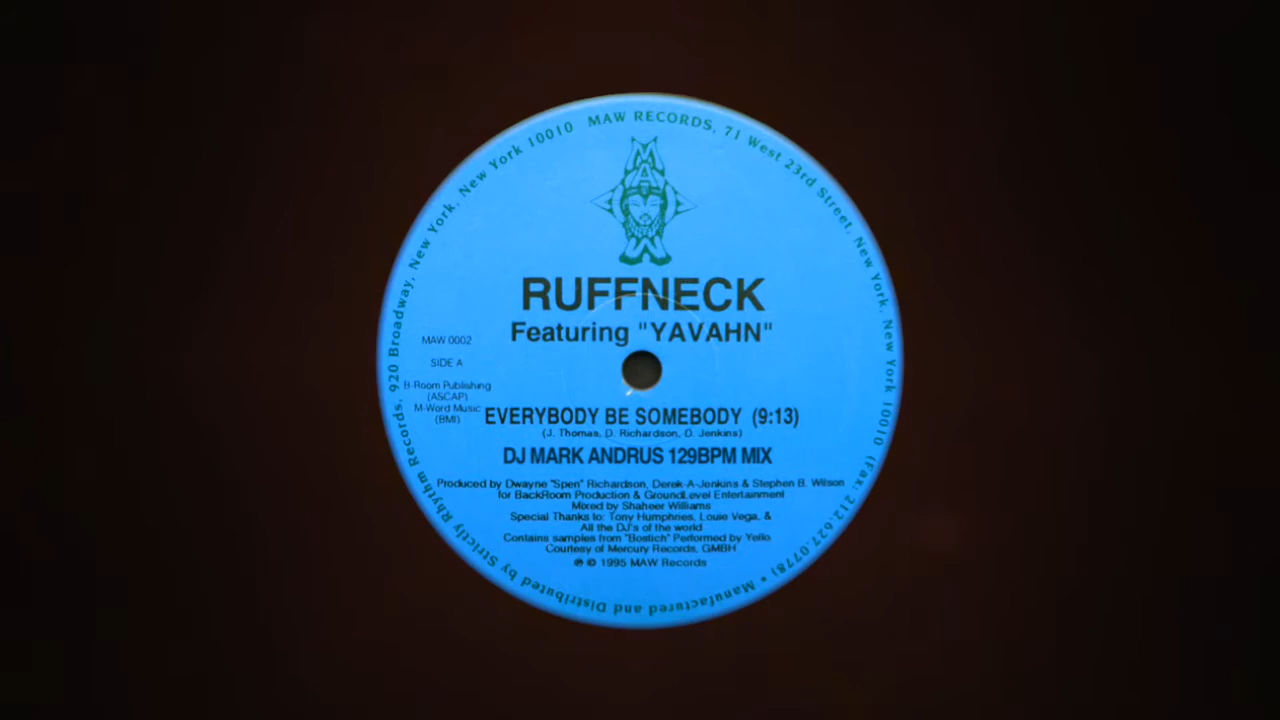 MAW RECORDS, 71 West 23rd Street, New York, New York 10010 (Fax: 212.627.0778) • Manufactured and Distributed by Strictly Rhythm Records, 920 Broadway, New York, New York 10010
MAW
RUFFNECK
Featuring "YAVAHN"
MAW 0002
SIDE A
B-Room Publishing
(ASCAP)
M-Word Music
(BMI)
EVERYBODY BE SOMEBODY (9:13)
(J. Thomas, D. Richardson, D. Jenkins)
DJ MARK ANDRUS 129BPM MIX
Produced by Dwayne "Spen" Richardson, Derek-A-Jenkins & Stephen B. Wilson
for BackRoom Production & GroundLevel Entertainment
Mixed by Shaheer Williams
Special Thanks to: Tony Humphries, Louie Vega, &
All the DJ's of the world
Contains samples from "Bostich" Performed by Yello
Courtesy of Mercury Records, GMBH
℗ © 1995 MAW Records